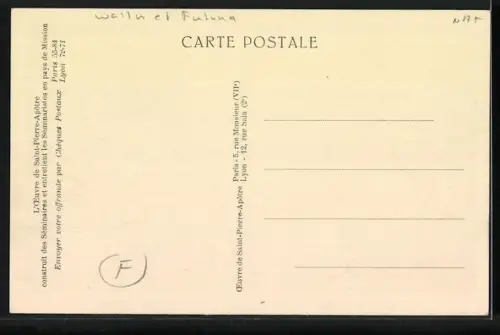 Wallis et Futuna
CARTE POSTALE
L'Œuvre de Saint-Pierre-Apôtre
construit des Séminaires et entretient les Séminaristes en pays de Mission
Envoyer votre offrande par Chèques Postaux Paris 55-84
Lyon 72-71
Œuvre de Saint-Pierre-Apôtre Paris - 5, rue Monsieur (VIIe)
Lyon - 12, rue Sala (2e)
F